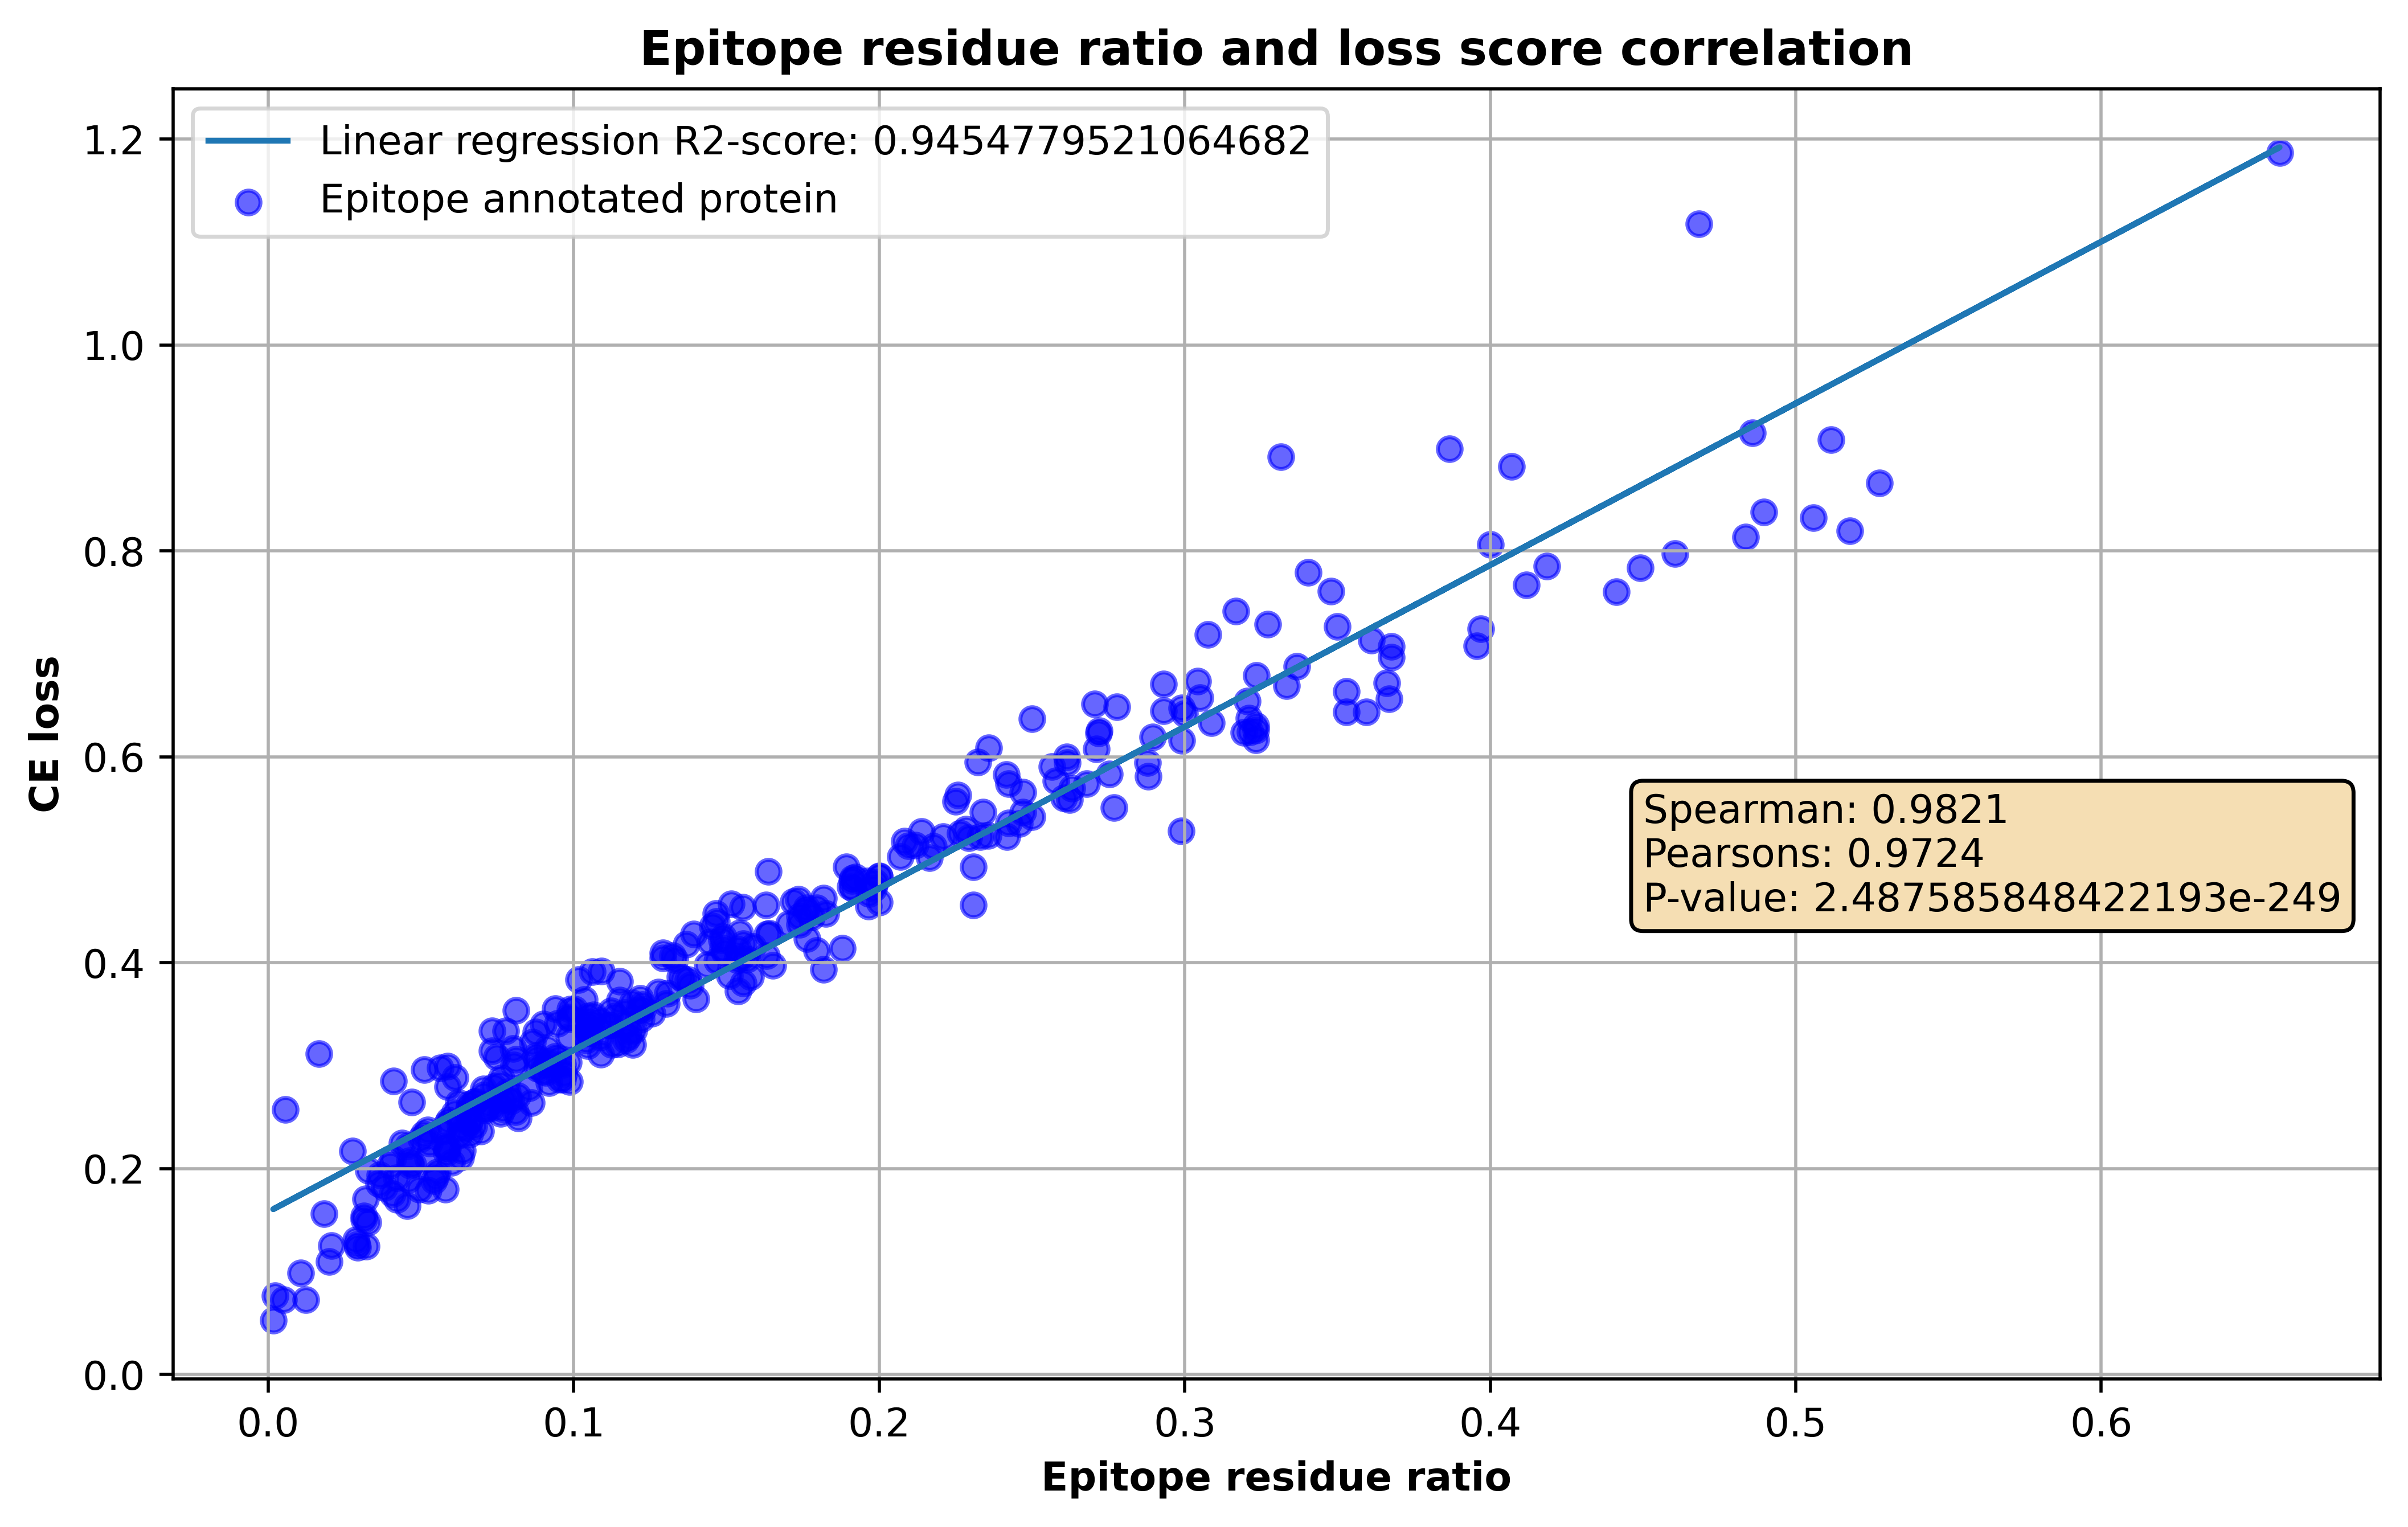 Epitope residue ratio and loss score correlation
Linear regression R2-score: 0.9454779521064682
Epitope annotated protein
1.2
1.0
0.8
0.6
0.4
0.2
0.0
CE loss
Spearman: 0.9821
Pearsons: 0.9724
P-value: 2.487585848422193e-249
0.0 0.1 0.2 0.3 0.4 0.5 0.6
Epitope residue ratio